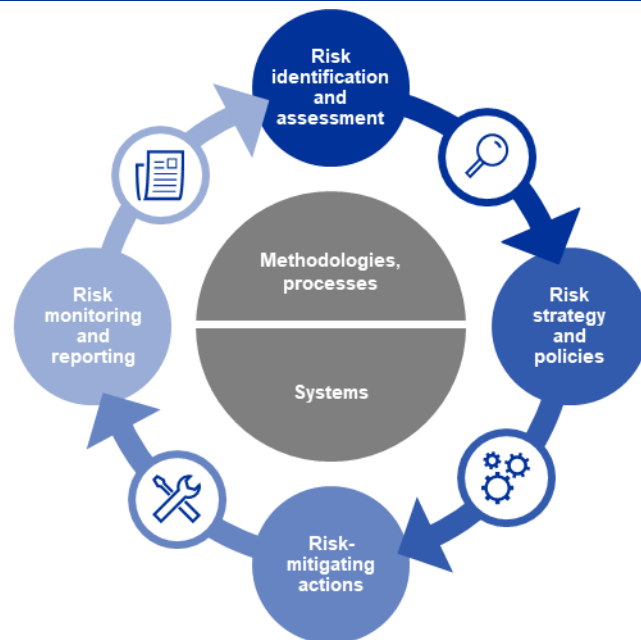 Risk
identification
and
assessment
Methodologies,
processes
Risk
monitoring
and
reporting
Risk
strategy
and
policies
Systems
Risk-
mitigating
actions